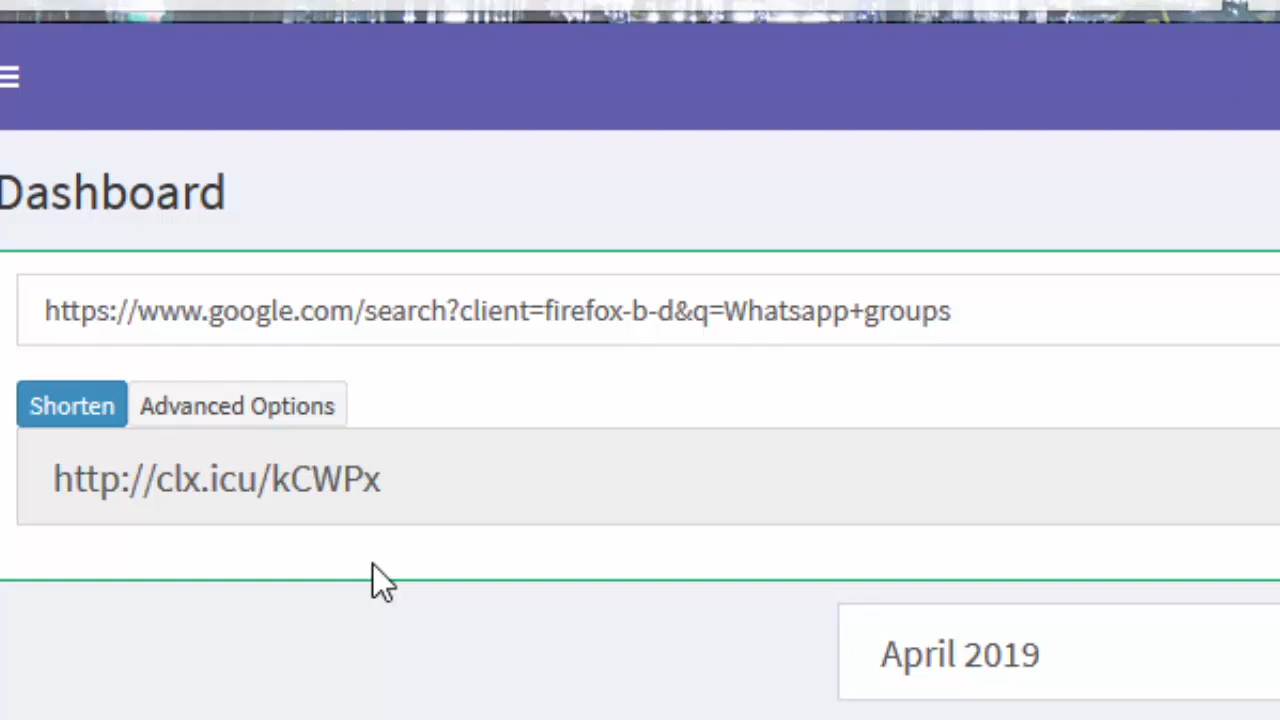 Dashboard
https://www.google.com/search?client=firefox-b-d&q=Whatsapp+groups
Shorten Advanced Options
http://clx.icu/kCWPx
April 2019